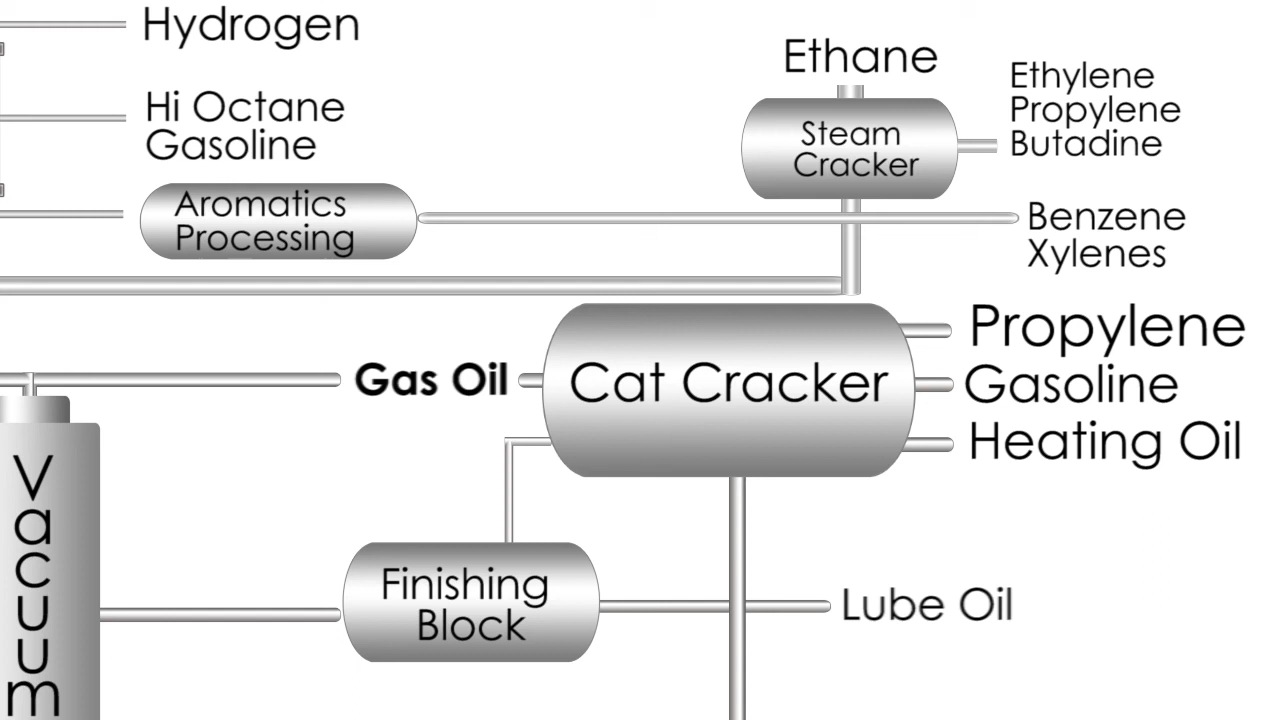 Hydrogen
Ethane
Ethylene
Propylene
Butadine
Hi Octane
Gasoline
Steam
Cracker
Aromatics
Processing
Benzene
Xylenes
Propylene
Gas Oil
Cat Cracker
Gasoline
Heating Oil
Vacuum
Finishing
Block
Lube Oil